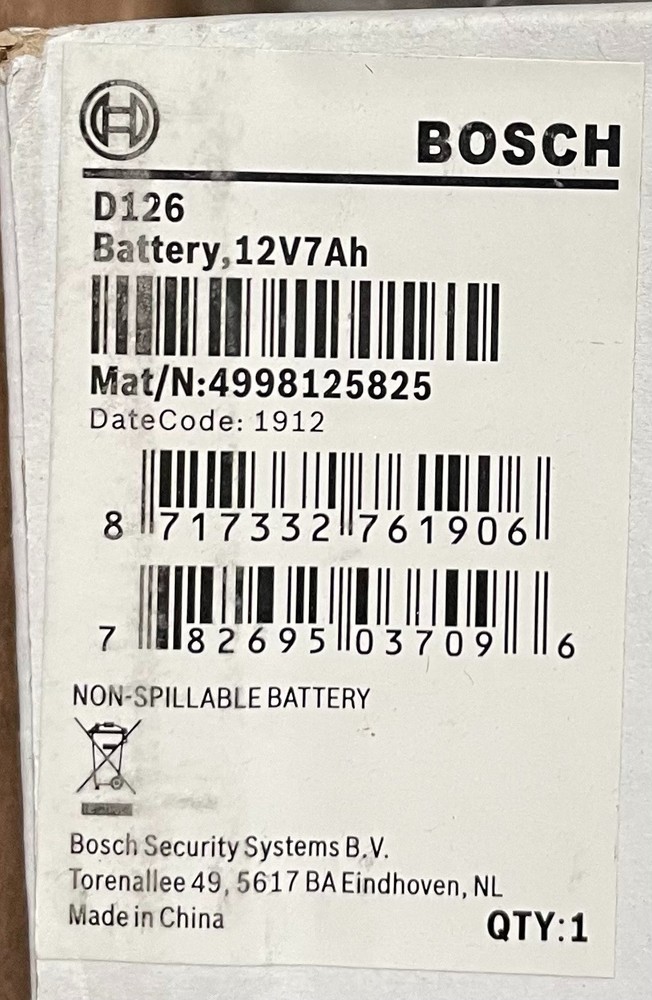 BOSCH
D126
Battery,12V7Ah
Mat/N:4998125825
DateCode: 1912
8 717332 761906
7 82695 03709 6
NON-SPILLABLE BATTERY
Bosch Security Systems B.V.
Torenallee 49, 5617 BA Eindhoven, NL
Made in China
QTY:1